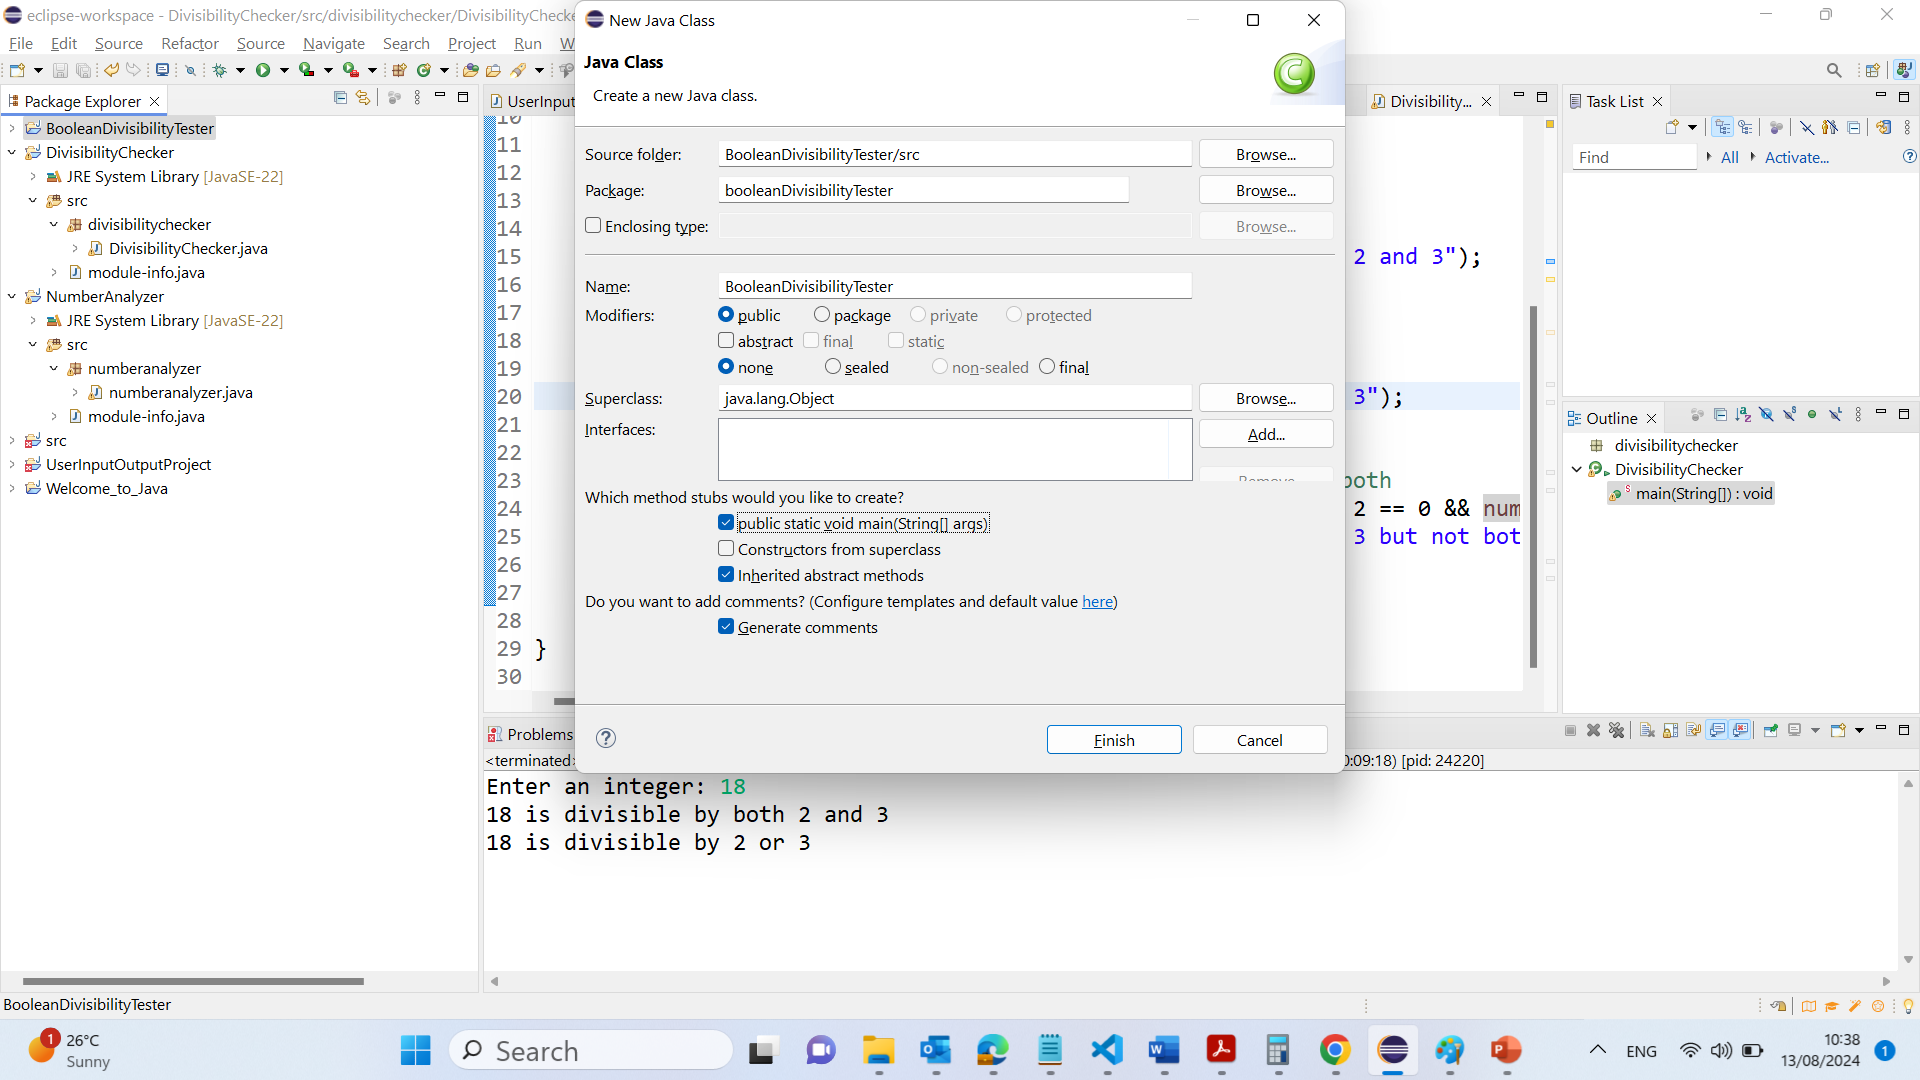 eclipse-workspace - DivisibilityChecker/src/divisibilitychecker/DivisibilityChecke
File Edit Source Refactor Source Navigate Search Project Run W
Package Explorer
BooleanDivisibilityTester
DivisibilityChecker
JRE System Library [JavaSE-22]
src
divisibilitychecker
DivisibilityChecker.java
module-info.java
NumberAnalyzer
JRE System Library [JavaSE-22]
src
numberanalyzer
numberanalyzer.java
module-info.java
src
UserInputOutputProject
Welcome_to_Java
UserInput
Divisibility...
10
11
12
13
14
15
2 and 3");
16
17
18
19
20
3");
21
22
23
both
24
2 == 0 && num
25
3 but not bot
26
27
28
29 }
30
New Java Class
Java Class
Create a new Java class.
Source folder: BooleanDivisibilityTester/src Browse...
Package: booleanDivisibilityTester Browse...
Enclosing type: Browse...
Name: BooleanDivisibilityTester
Modifiers: public package private protected
abstract final static
none sealed non-sealed final
Superclass: java.lang.Object Browse...
Interfaces: Add...
Remove
Which method stubs would you like to create?
public static void main(String[] args)
Constructors from superclass
Inherited abstract methods
Do you want to add comments? (Configure templates and default value here)
Generate comments
Finish Cancel
Task List
Find All Activate...
Outline
divisibilitychecker
DivisibilityChecker
main(String[]) : void
Problems
<terminated> 0:09:18) [pid: 24220]
Enter an integer: 18
18 is divisible by both 2 and 3
18 is divisible by 2 or 3
BooleanDivisibilityTester
1
26°C
Sunny
Search
ENG
10:38
13/08/2024
1